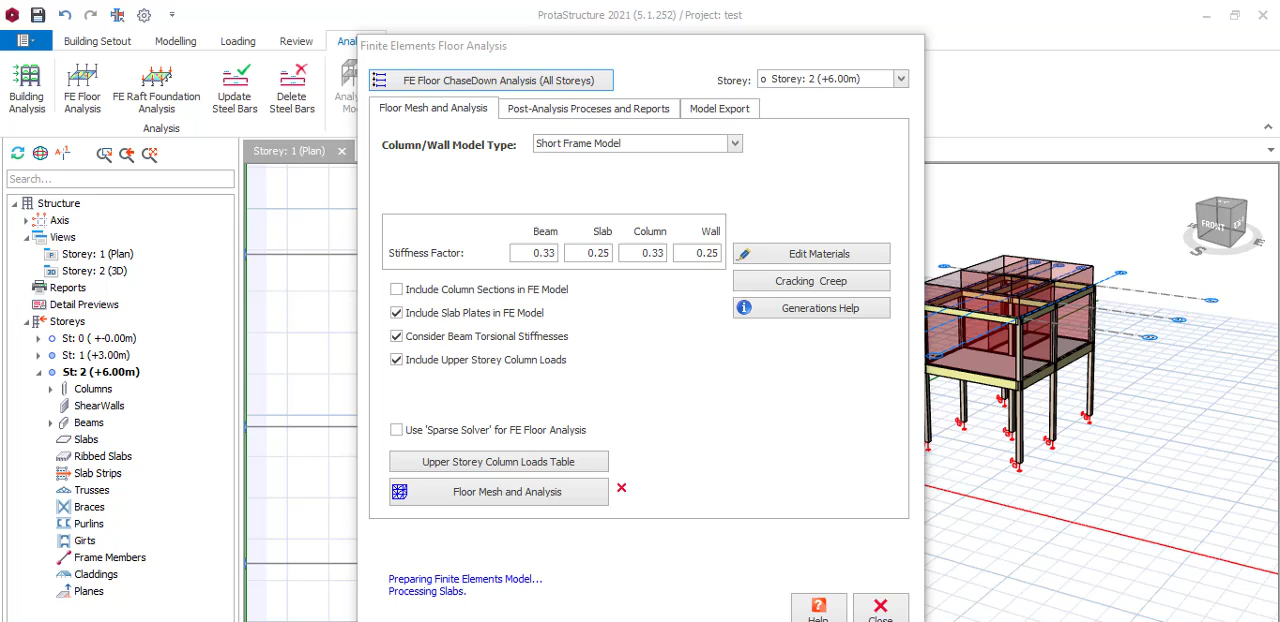 ProtaStructure 2021 (5.1.252) / Project: test
Building Setout
Modelling
Loading
Review
Building Analysis
FE Floor Analysis
FE Raft Foundation Analysis
Update Steel Bars
Delete Steel Bars
Analysis
Storey: 1 (Plan)
Search...
Structure
Axis
Views
Storey: 1 (Plan)
Storey: 2 (3D)
Reports
Detail Previews
Storeys
St: 0 ( +-0.00m)
St: 1 (+3.00m)
St: 2 (+6.00m)
Columns
ShearWalls
Beams
Slabs
Ribbed Slabs
Slab Strips
Trusses
Braces
Purlins
Girts
Frame Members
Claddings
Planes
Finite Elements Floor Analysis
FE Floor ChaseDown Analysis (All Storeys)
Storey: o Storey: 2 (+6.00m)
Floor Mesh and Analysis
Post-Analysis Proceses and Reports
Model Export
Column/Wall Model Type: Short Frame Model
Beam Slab Column Wall
Stiffness Factor: 0.33 0.25 0.33 0.25
Edit Materials
Cracking Creep
Generations Help
Include Column Sections in FE Model
Include Slab Plates in FE Model
Consider Beam Torsional Stiffnesses
Include Upper Storey Column Loads
Use 'Sparse Solver' for FE Floor Analysis
Upper Storey Column Loads Table
Floor Mesh and Analysis
Preparing Finite Elements Model...
Processing Slabs.
Help
Close
FRONT
S
E